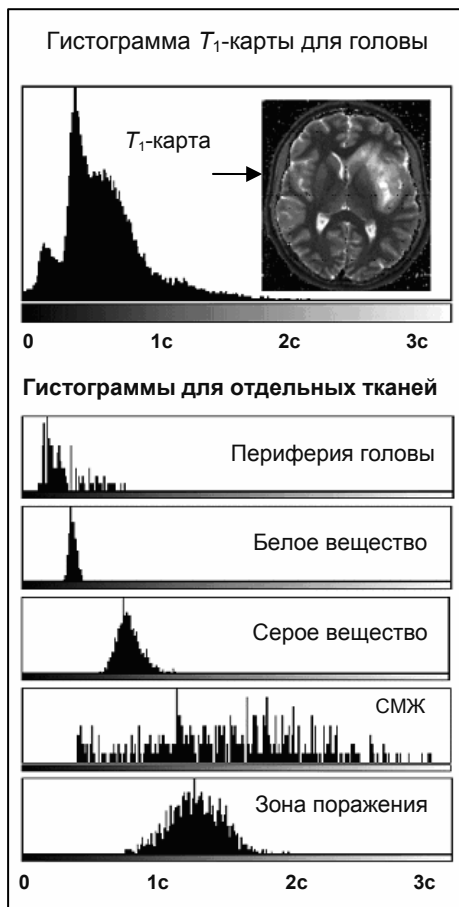 Гистограмма T₁-карты для головы
T₁-карта
0 1с 2с 3с
Гистограммы для отдельных тканей
Периферия головы
Белое вещество
Серое вещество
СМЖ
Зона поражения
0 1с 2с 3с